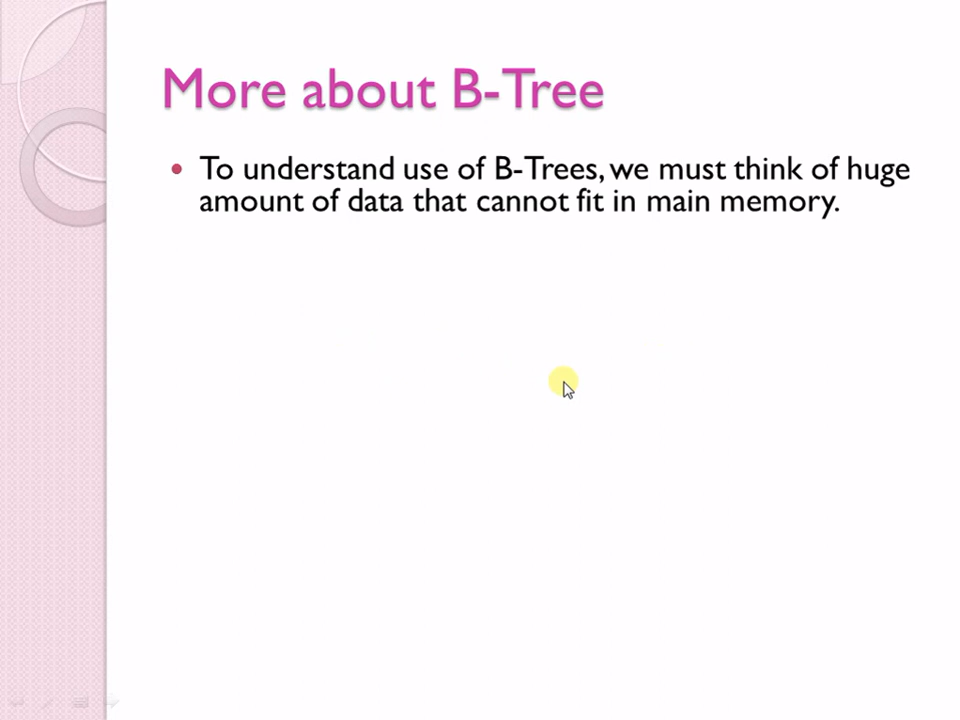 More about B-Tree
• To understand use of B-Trees, we must think of huge
amount of data that cannot fit in main memory.